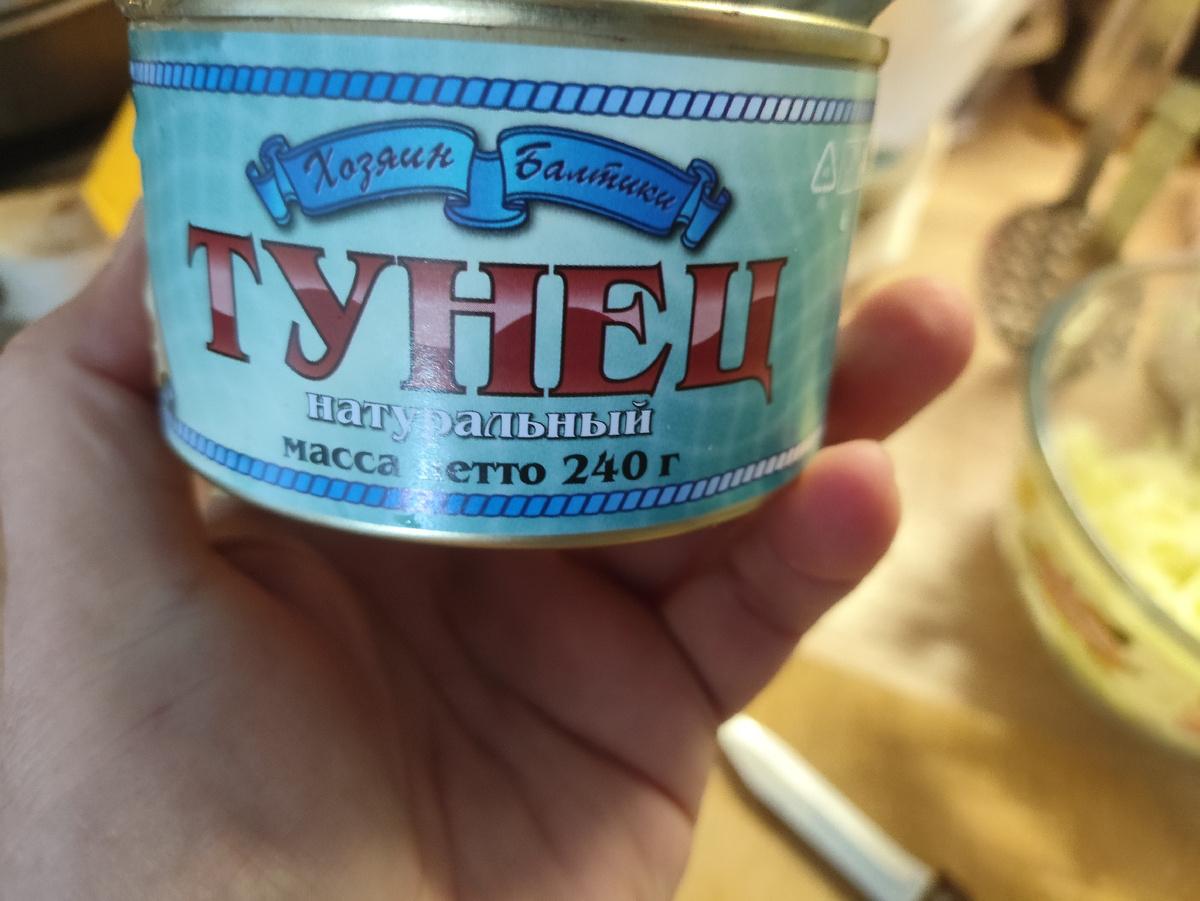 Хозяин Балтики
ТУНЕЦ
натуральный
масса нетто 240 г